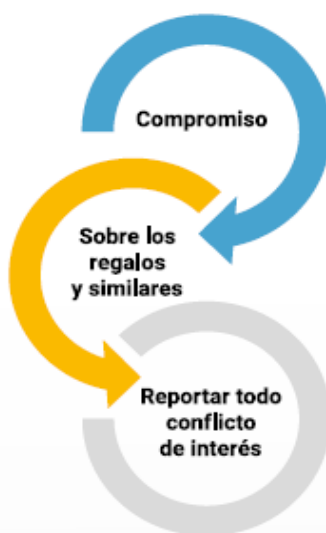 Compromiso
Sobre los
regalos
y similares
Reportar todo
conflicto
de interés